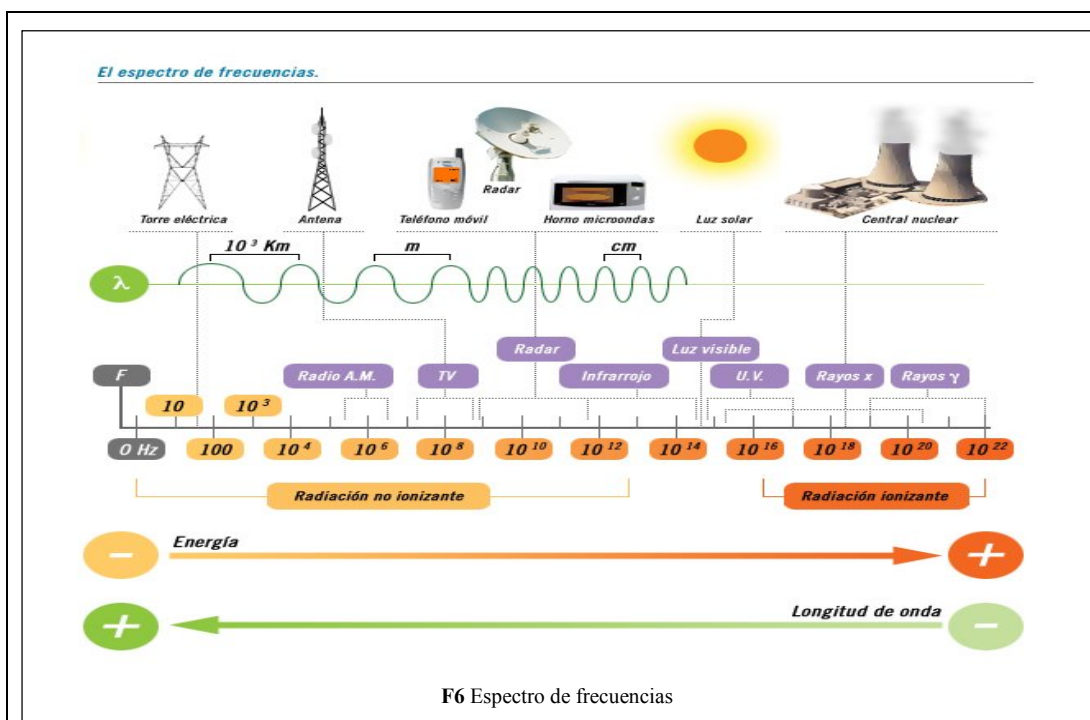 El espectro de frecuencias.
Radar
Torre eléctrica Antena Teléfono móvil Horno microondas Luz solar Central nuclear
10³ Km m cm
λ
Radar Luz visible
F Radio A.M. TV Infrarrojo U.V. Rayos x Rayos γ
10 10³
0 Hz 100 10⁴ 10⁶ 10⁸ 10¹⁰ 10¹² 10¹⁴ 10¹⁶ 10¹⁸ 10²⁰ 10²²
Radiación no ionizante Radiación ionizante
Energía
− +
Longitud de onda
+ −
F6 Espectro de frecuencias